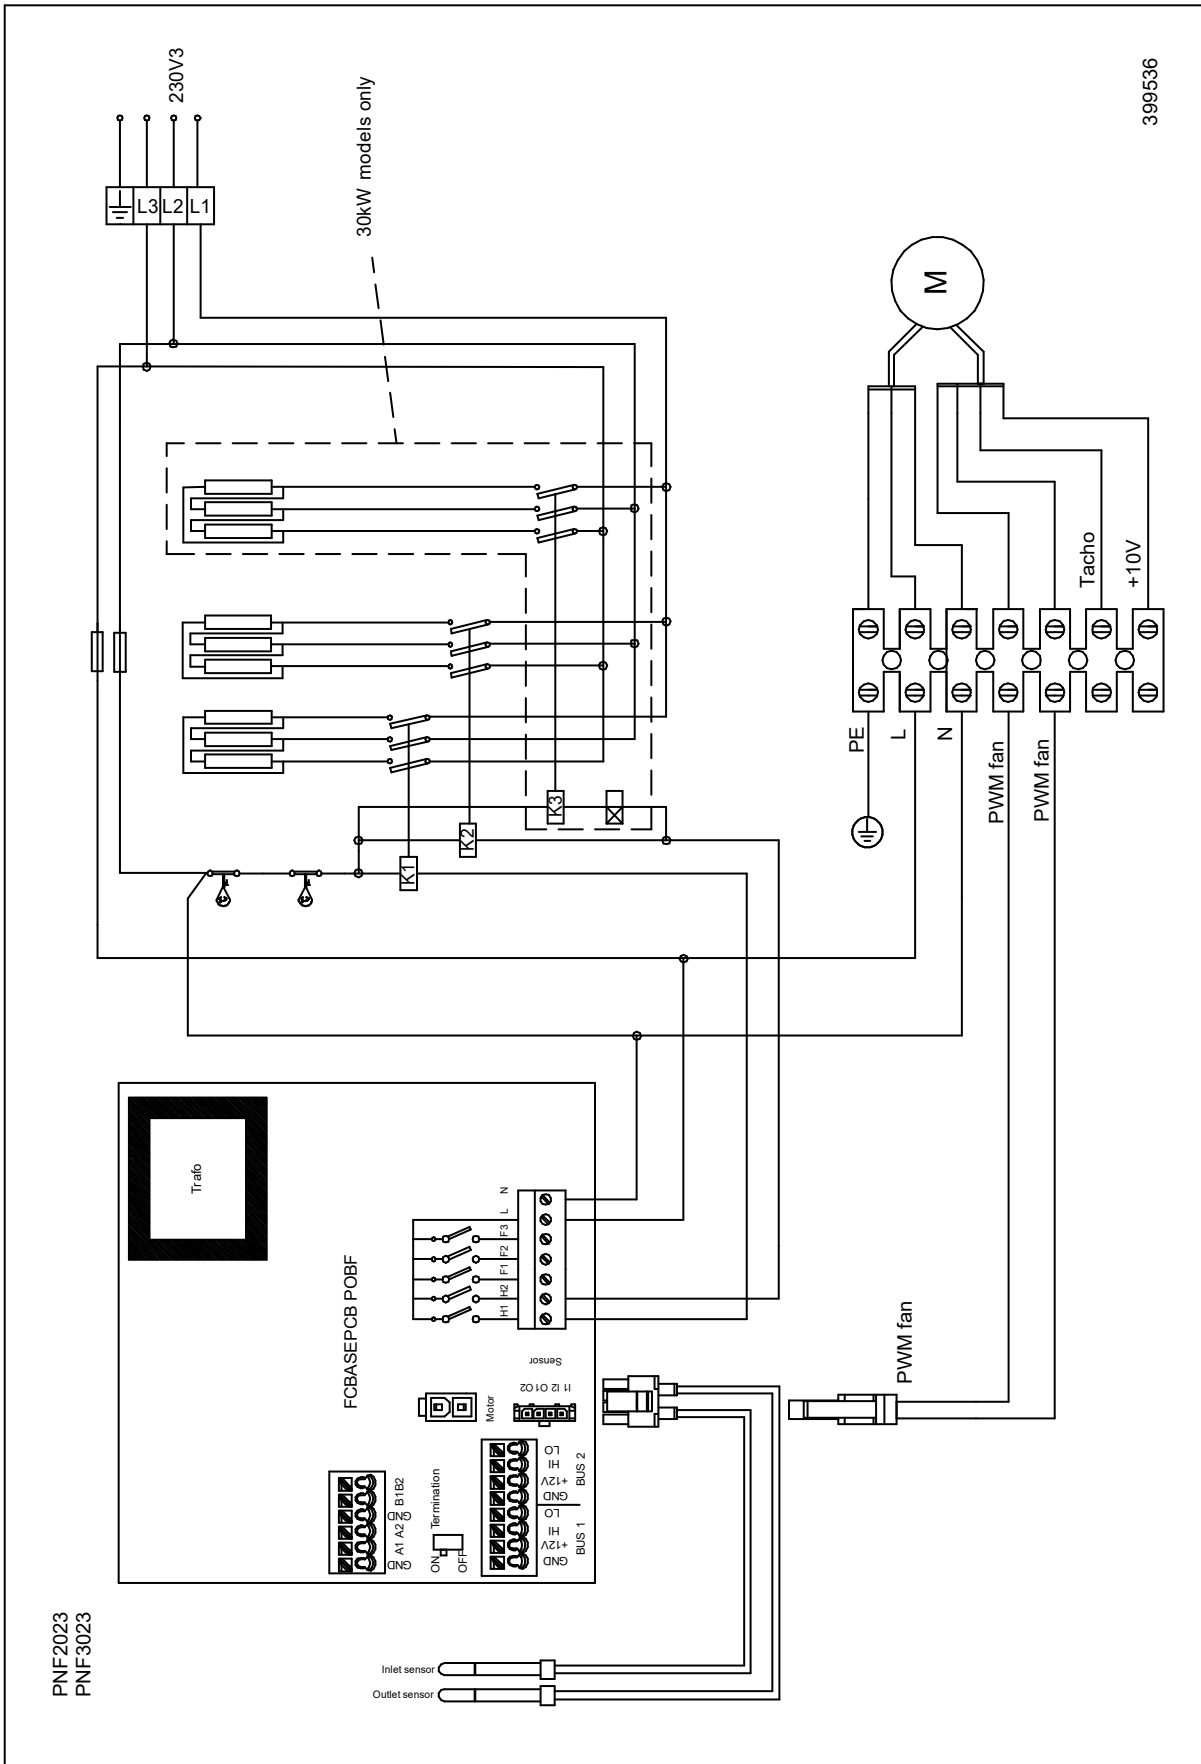 PNF2023
PNF3023
399536
230V3
L3
L2
L1
30kW models only
M
K1
K2
K3
PE
L
N
PWM fan
PWM fan
Tacho
+10V
PWM fan
Trafo
FCBASEPCB POBF
H1
H2
F1
F2
F3
L
N
Sensor
I1 I2 O1O2
Motor
GND
A1 A2
GND
B1B2
Termination
ON
OFF
GND
+12V
HI
LO
BUS 1
GND
+12V
HI
LO
BUS 2
Inlet sensor
Outlet sensor